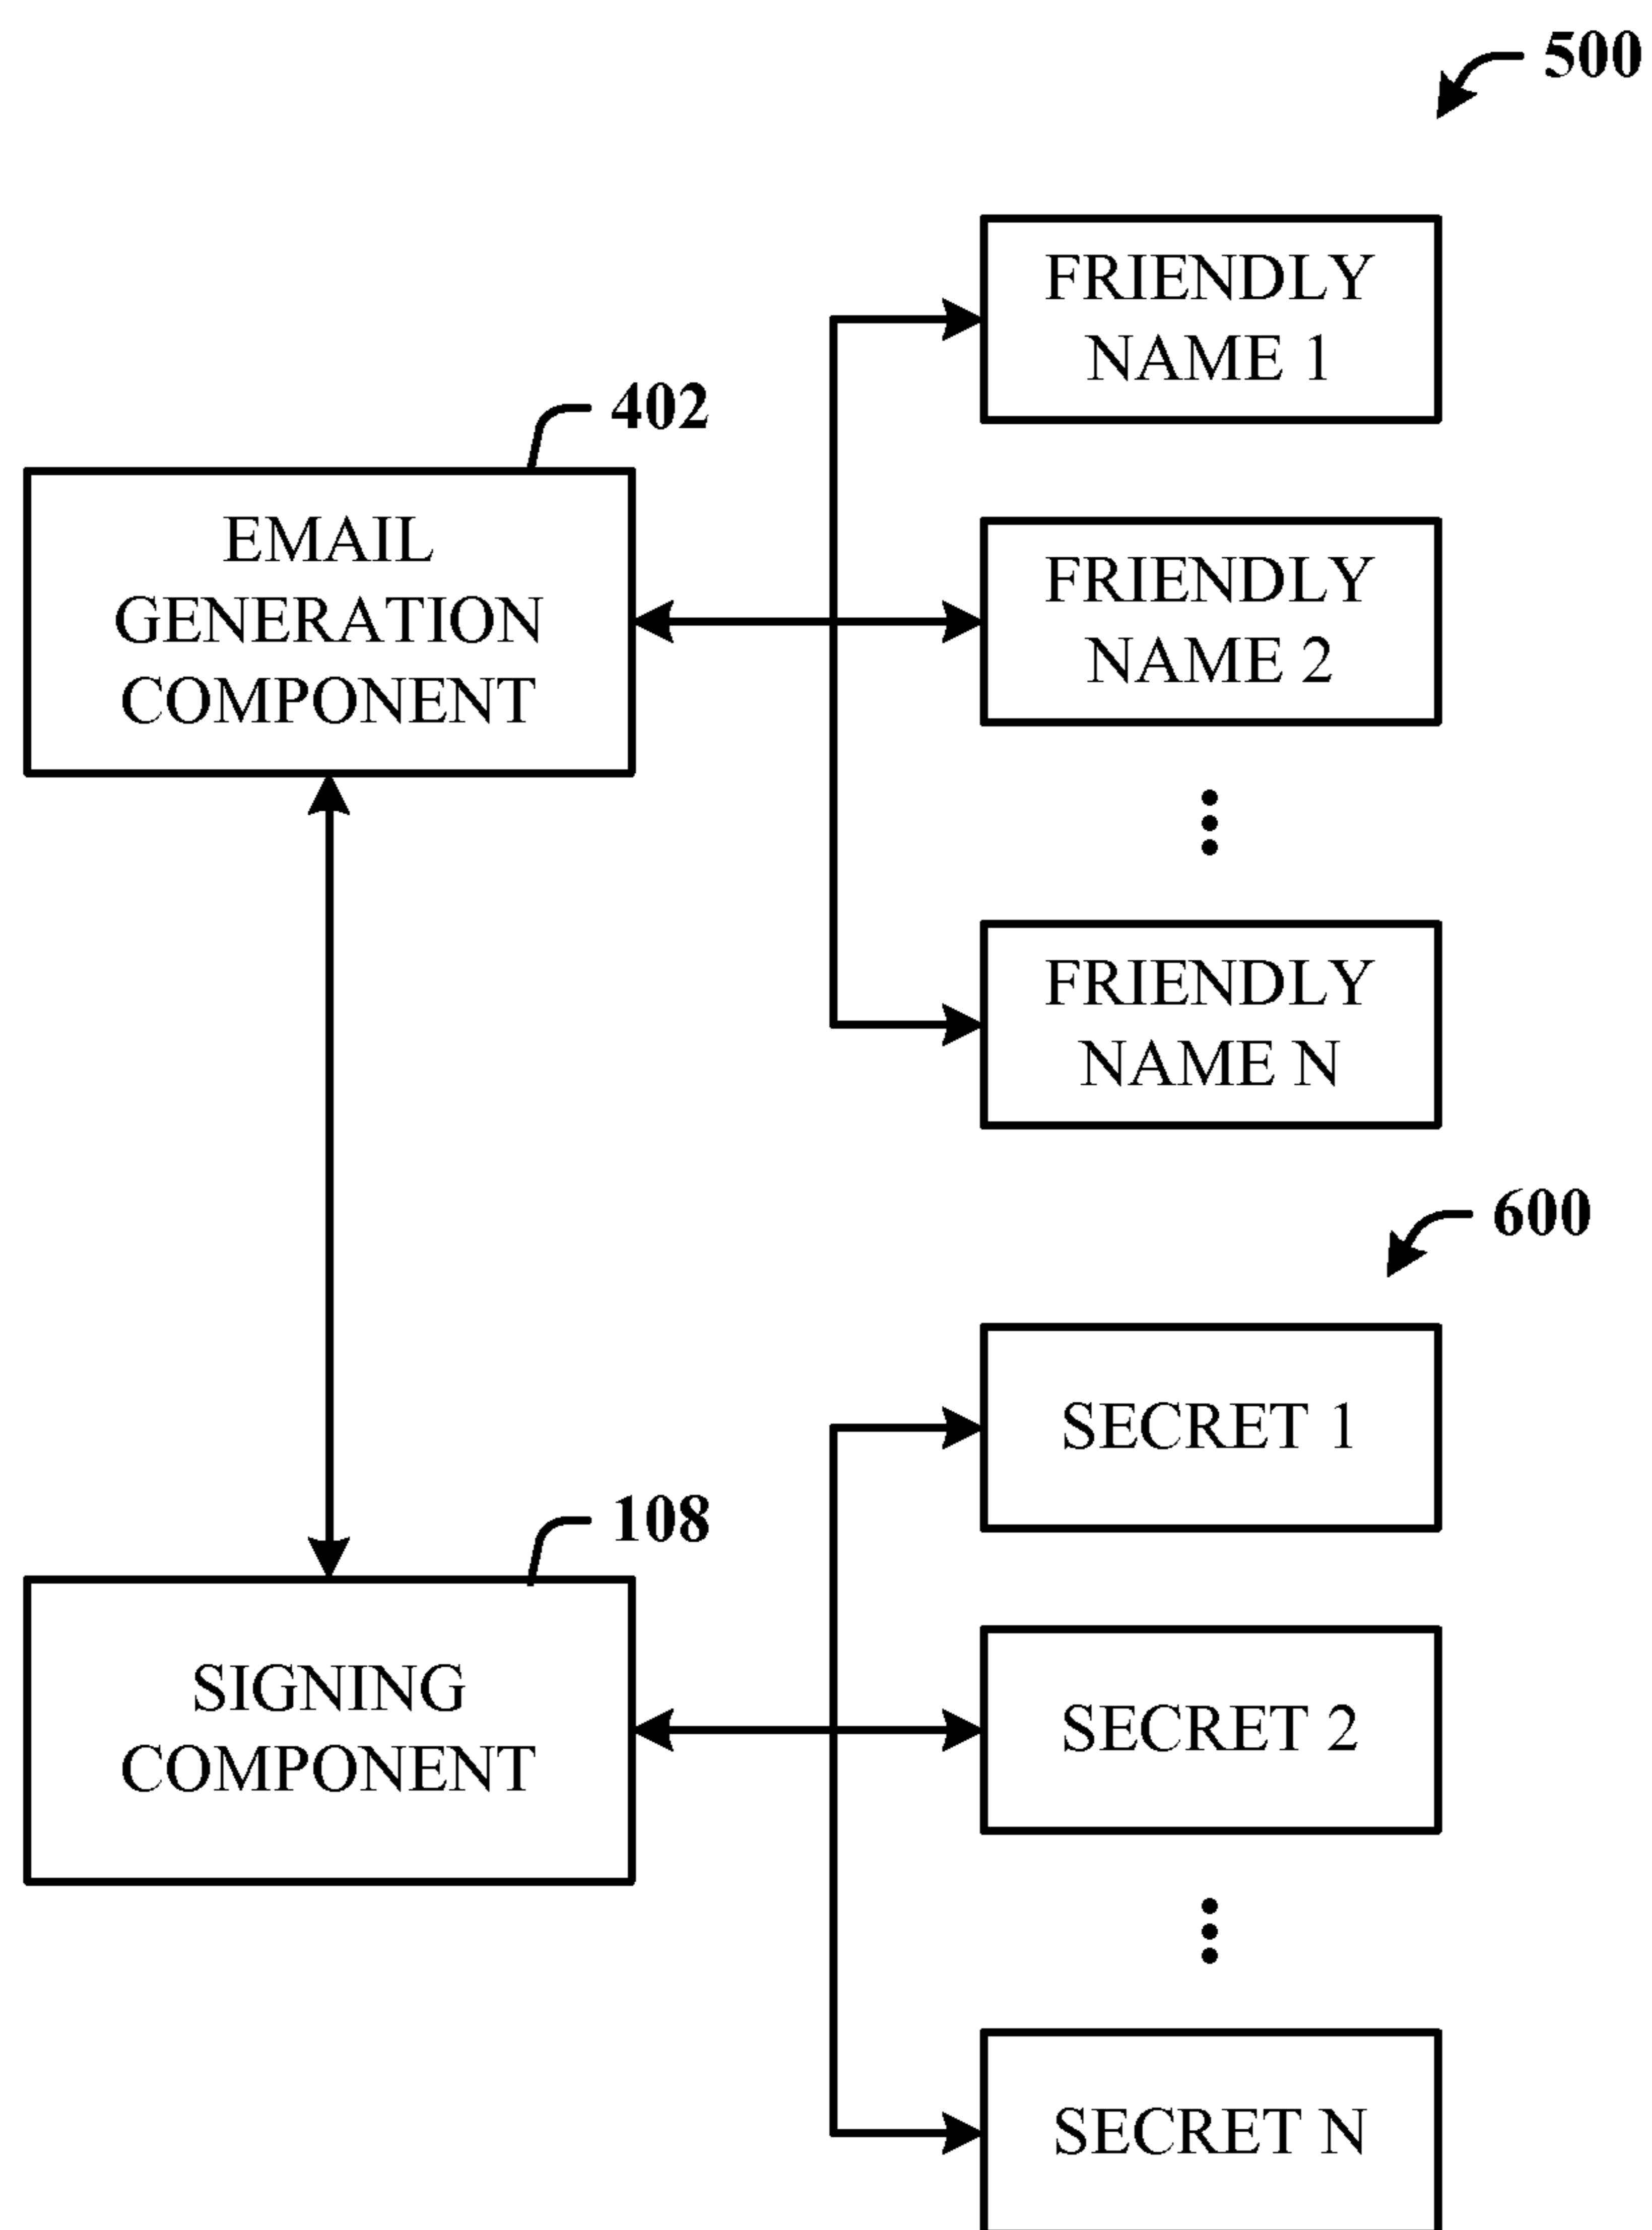 500
FRIENDLY
NAME 1
402
EMAIL
GENERATION
COMPONENT
FRIENDLY
NAME 2
FRIENDLY
NAME N
600
SECRET 1
108
SIGNING
COMPONENT
SECRET 2
SECRET N